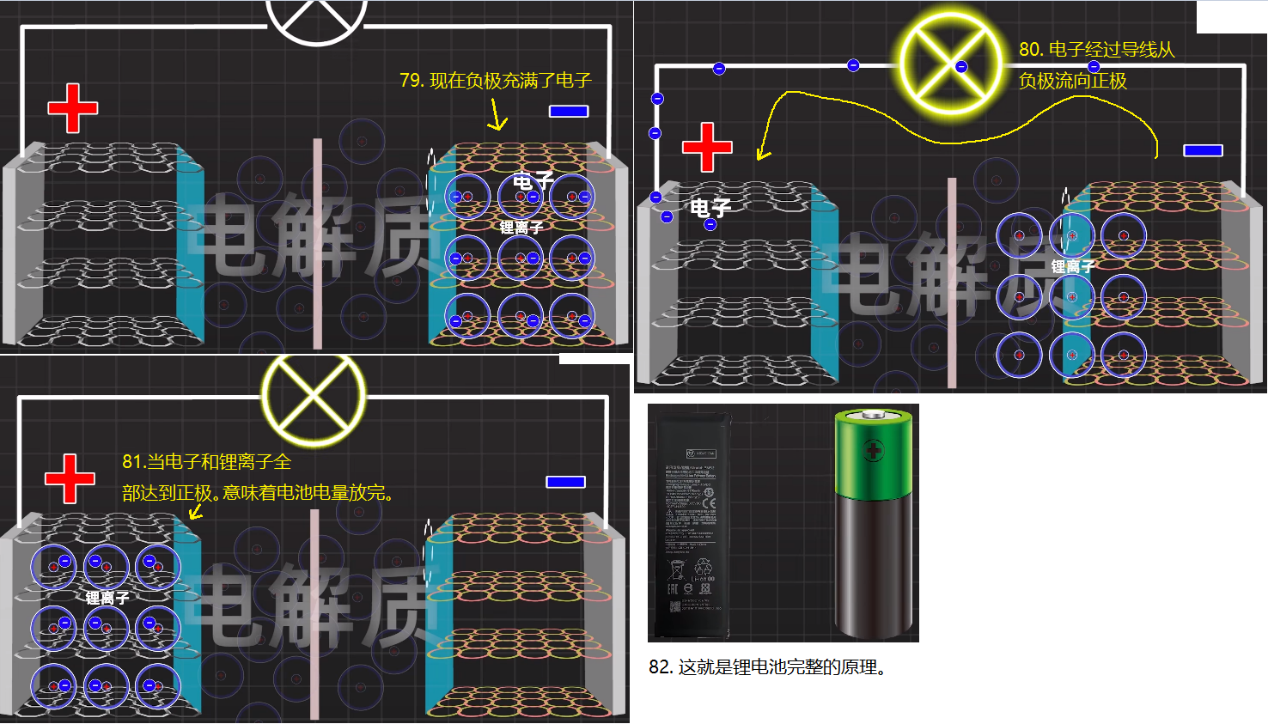 79. 现在负极充满了电子
电子
锂离子
电解质
80. 电子经过导线从
负极流向正极
电子
锂离子
电解质
81.当电子和锂离子全
部达到正极。意味着电池电量放完。
锂离子
电解质
82. 这就是锂电池完整的原理。